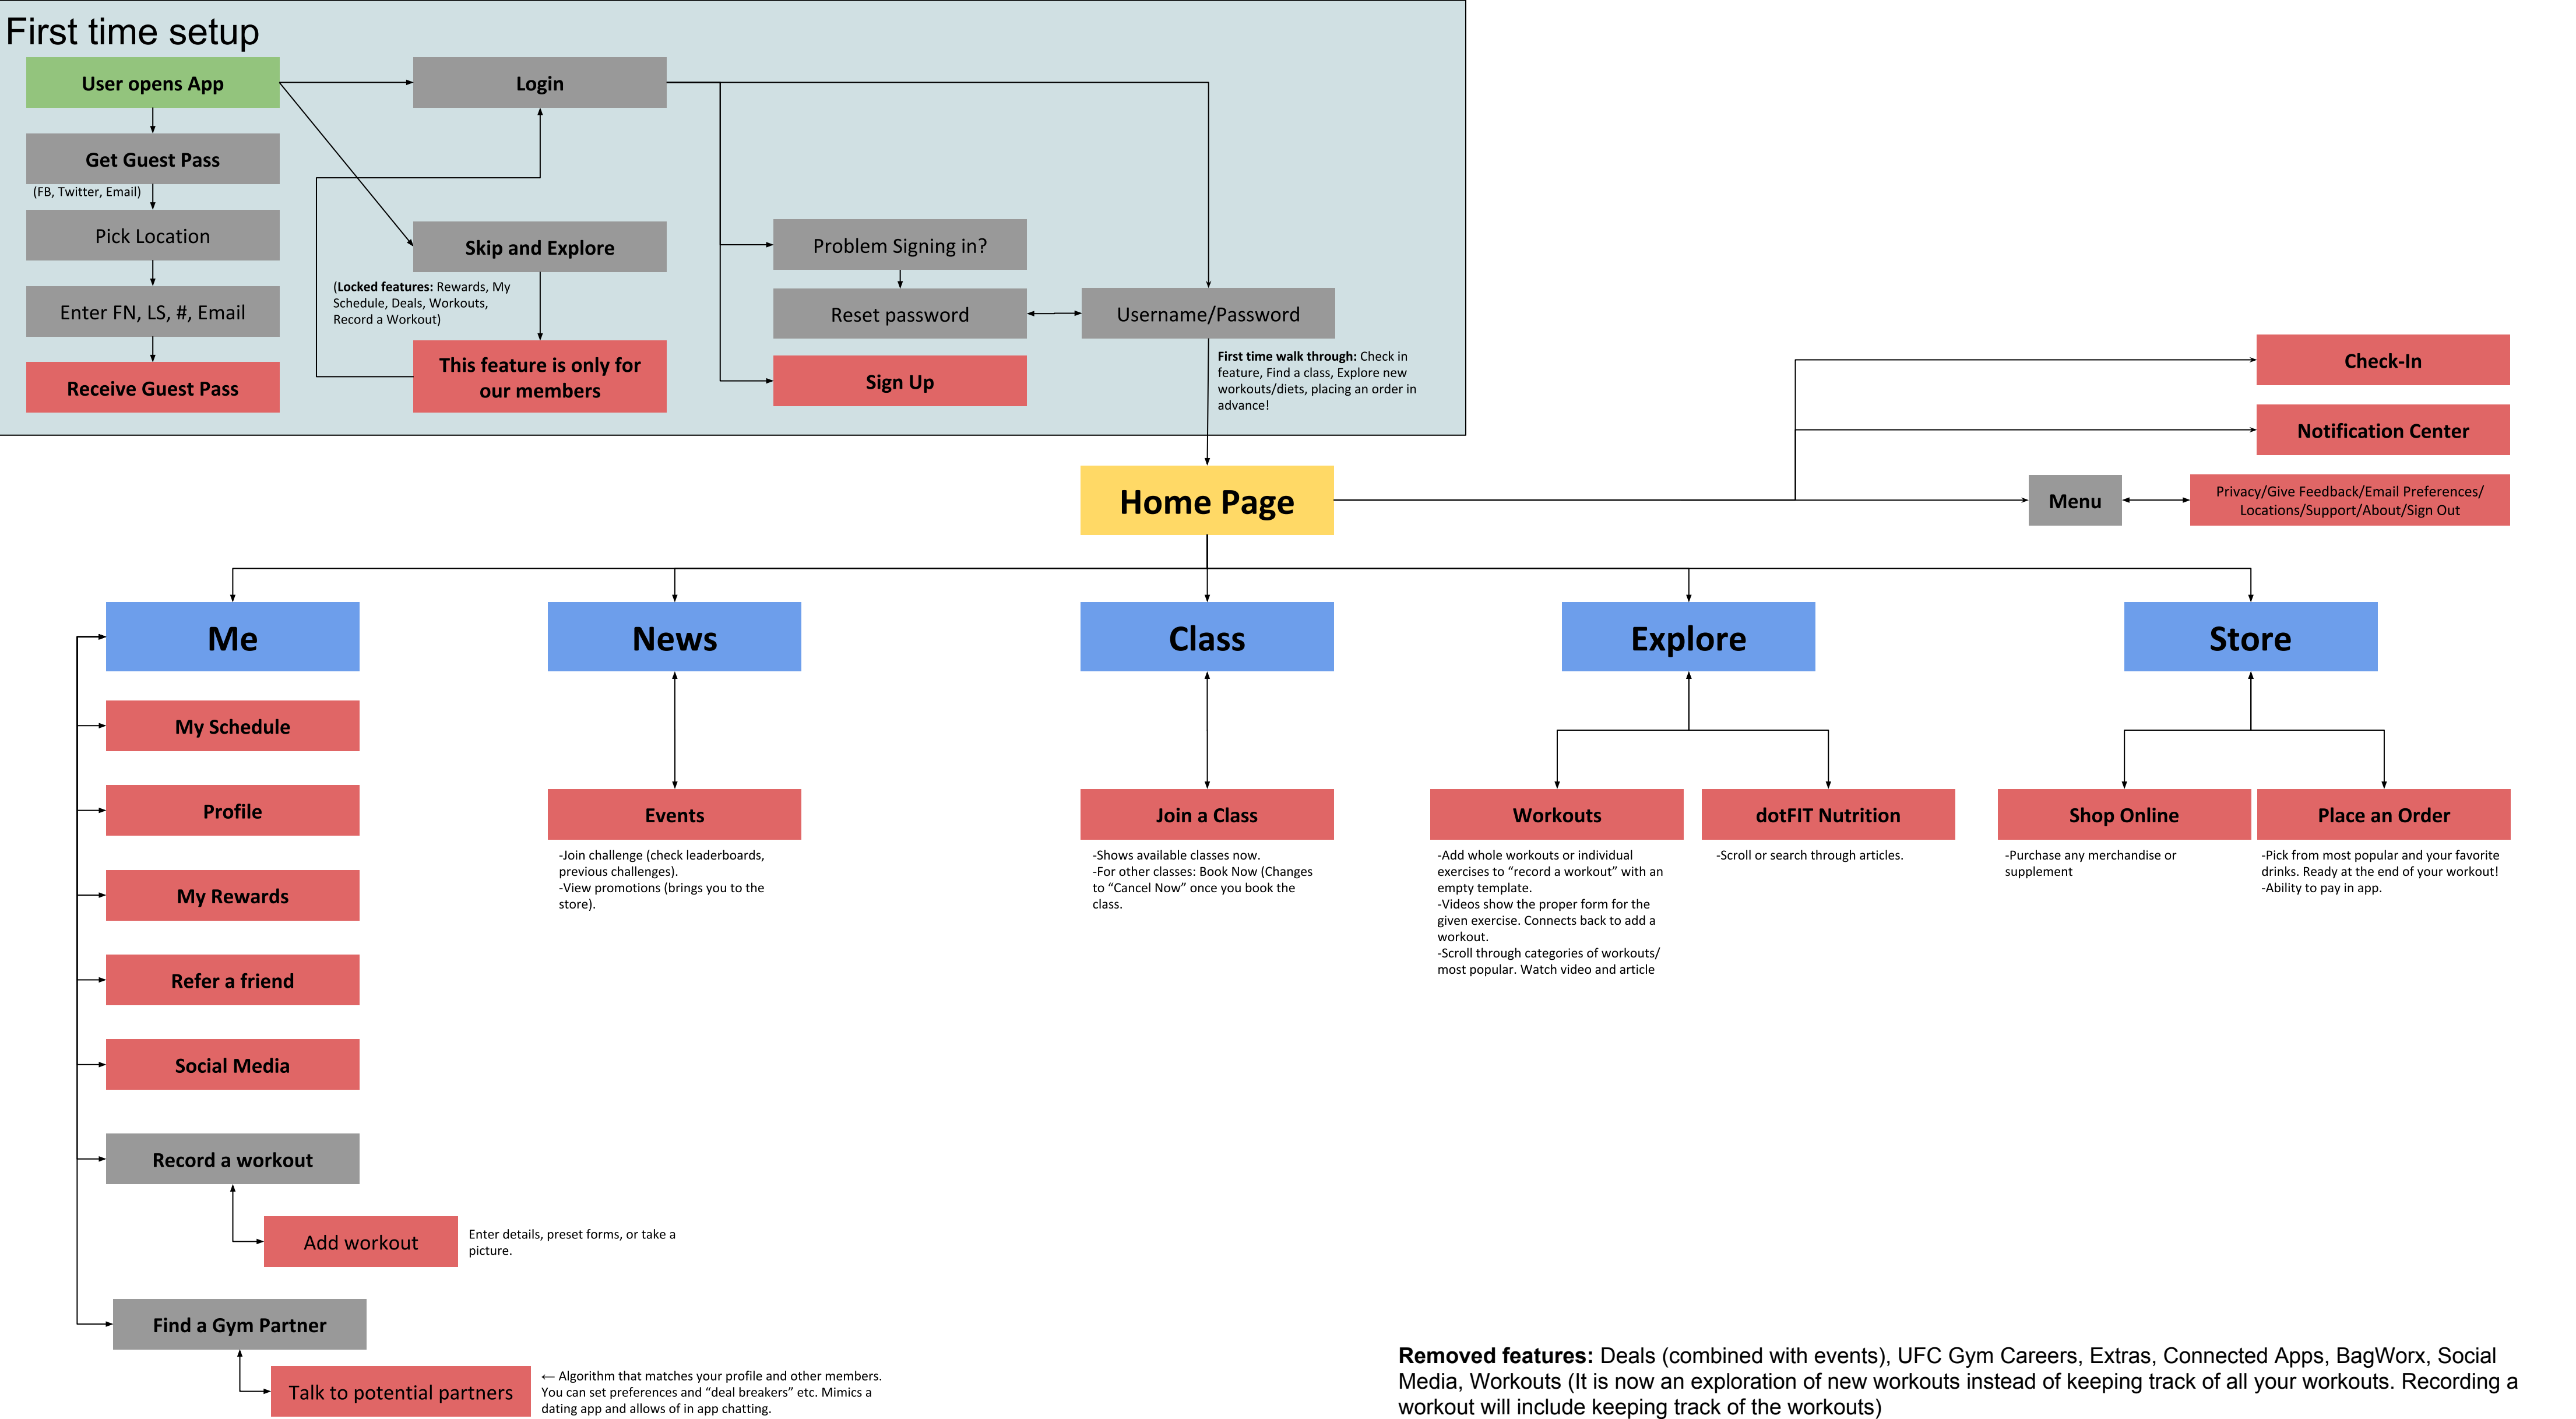 First time setup
User opens App
Login
Get Guest Pass
(FB, Twitter, Email)
Pick Location
Enter FN, LS, #, Email
Receive Guest Pass
Skip and Explore
(Locked features: Rewards, My
Schedule, Deals, Workouts,
Record a Workout)
This feature is only for
our members
Problem Signing in?
Reset password
Sign Up
Username/Password
First time walk through: Check in
feature, Find a class, Explore new
workouts/diets, placing an order in
advance!
Check-In
Notification Center
Home Page
Menu
Privacy/Give Feedback/Email Preferences/
Locations/Support/About/Sign Out
Me
News
Class
Explore
Store
My Schedule
Profile
My Rewards
Refer a friend
Social Media
Record a workout
Add workout
Enter details, preset forms, or take a
picture.
Find a Gym Partner
Talk to potential partners
← Algorithm that matches your profile and other members.
You can set preferences and “deal breakers” etc. Mimics a
dating app and allows of in app chatting.
Events
-Join challenge (check leaderboards,
previous challenges).
-View promotions (brings you to the
store).
Join a Class
-Shows available classes now.
-For other classes: Book Now (Changes
to “Cancel Now” once you book the
class.
Workouts
-Add whole workouts or individual
exercises to “record a workout” with an
empty template.
-Videos show the proper form for the
given exercise. Connects back to add a
workout.
-Scroll through categories of workouts/
most popular. Watch video and article
dotFIT Nutrition
-Scroll or search through articles.
Shop Online
-Purchase any merchandise or
supplement
Place an Order
-Pick from most popular and your favorite
drinks. Ready at the end of your workout!
-Ability to pay in app.
Removed features: Deals (combined with events), UFC Gym Careers, Extras, Connected Apps, BagWorx, Social
Media, Workouts (It is now an exploration of new workouts instead of keeping track of all your workouts. Recording a
workout will include keeping track of the workouts)